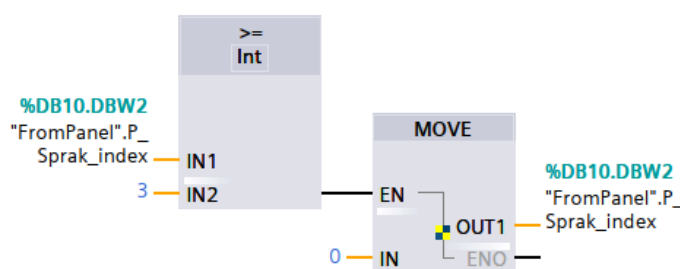 >=
Int
%DB10.DBW2
"FromPanel".P_
Sprak_index
IN1
3
IN2
MOVE
EN
%DB10.DBW2
"FromPanel".P_
Sprak_index
OUT1
0
IN
ENO